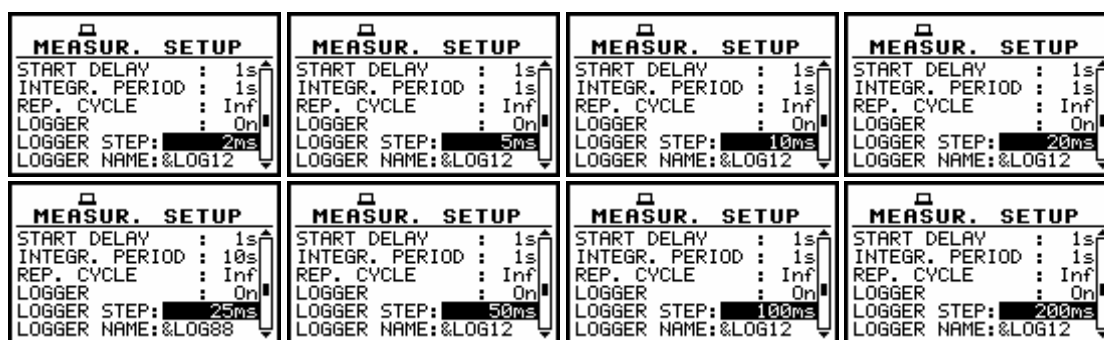 MEASUR. SETUP
START DELAY : 1s
INTEGR. PERIOD : 1s
REP. CYCLE : Inf
LOGGER : On
LOGGER STEP: 2ms
LOGGER NAME:&LOG12
MEASUR. SETUP
START DELAY : 1s
INTEGR. PERIOD : 1s
REP. CYCLE : Inf
LOGGER : On
LOGGER STEP: 5ms
LOGGER NAME:&LOG12
MEASUR. SETUP
START DELAY : 1s
INTEGR. PERIOD : 1s
REP. CYCLE : Inf
LOGGER : On
LOGGER STEP: 10ms
LOGGER NAME:&LOG12
MEASUR. SETUP
START DELAY : 1s
INTEGR. PERIOD : 1s
REP. CYCLE : Inf
LOGGER : On
LOGGER STEP: 20ms
LOGGER NAME:&LOG12
MEASUR. SETUP
START DELAY : 1s
INTEGR. PERIOD : 10s
REP. CYCLE : Inf
LOGGER : On
LOGGER STEP: 25ms
LOGGER NAME:&LOG88
MEASUR. SETUP
START DELAY : 1s
INTEGR. PERIOD : 1s
REP. CYCLE : Inf
LOGGER : On
LOGGER STEP: 50ms
LOGGER NAME:&LOG12
MEASUR. SETUP
START DELAY : 1s
INTEGR. PERIOD : 1s
REP. CYCLE : Inf
LOGGER : On
LOGGER STEP: 100ms
LOGGER NAME:&LOG12
MEASUR. SETUP
START DELAY : 1s
INTEGR. PERIOD : 1s
REP. CYCLE : Inf
LOGGER : On
LOGGER STEP: 200ms
LOGGER NAME:&LOG12